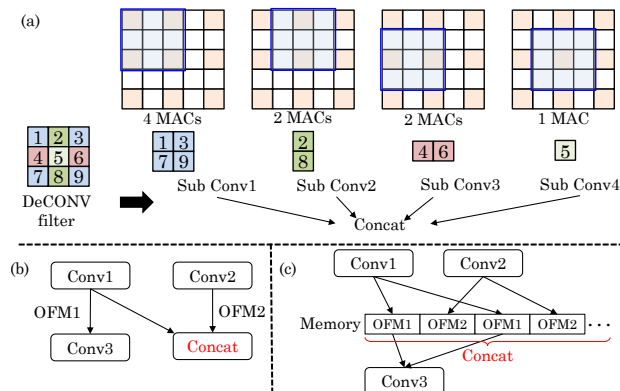 (a)
4 MACs 2 MACs 2 MACs 1 MAC
1 2 3
4 5 6
7 8 9
1 3
7 9
2
8
4 6
5
DeCONV
filter
Sub Conv1 Sub Conv2 Sub Conv3 Sub Conv4
Concat
(b)
Conv1 Conv2
OFM1 OFM2
Conv3 Concat
(c)
Conv1 Conv2
Memory OFM1 OFM2 OFM1 OFM2 ···
Concat
Conv3